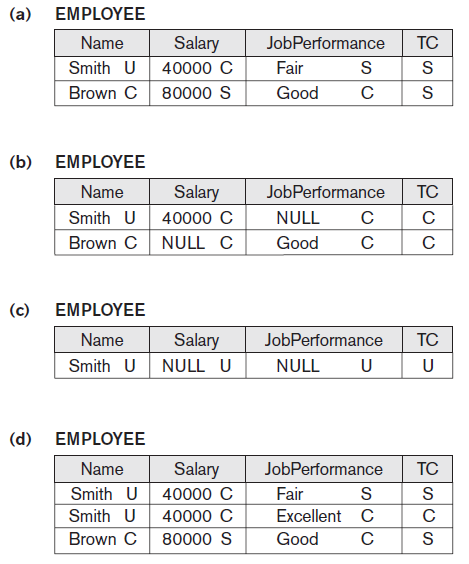 (a) EMPLOYEE
Name Salary JobPerformance TC
Smith U 40000 C Fair S S
Brown C 80000 S Good C S
(b) EMPLOYEE
Name Salary JobPerformance TC
Smith U 40000 C NULL C C
Brown C NULL C Good C C
(c) EMPLOYEE
Name Salary JobPerformance TC
Smith U NULL U NULL U U
(d) EMPLOYEE
Name Salary JobPerformance TC
Smith U 40000 C Fair S S
Smith U 40000 C Excellent C C
Brown C 80000 S Good C S